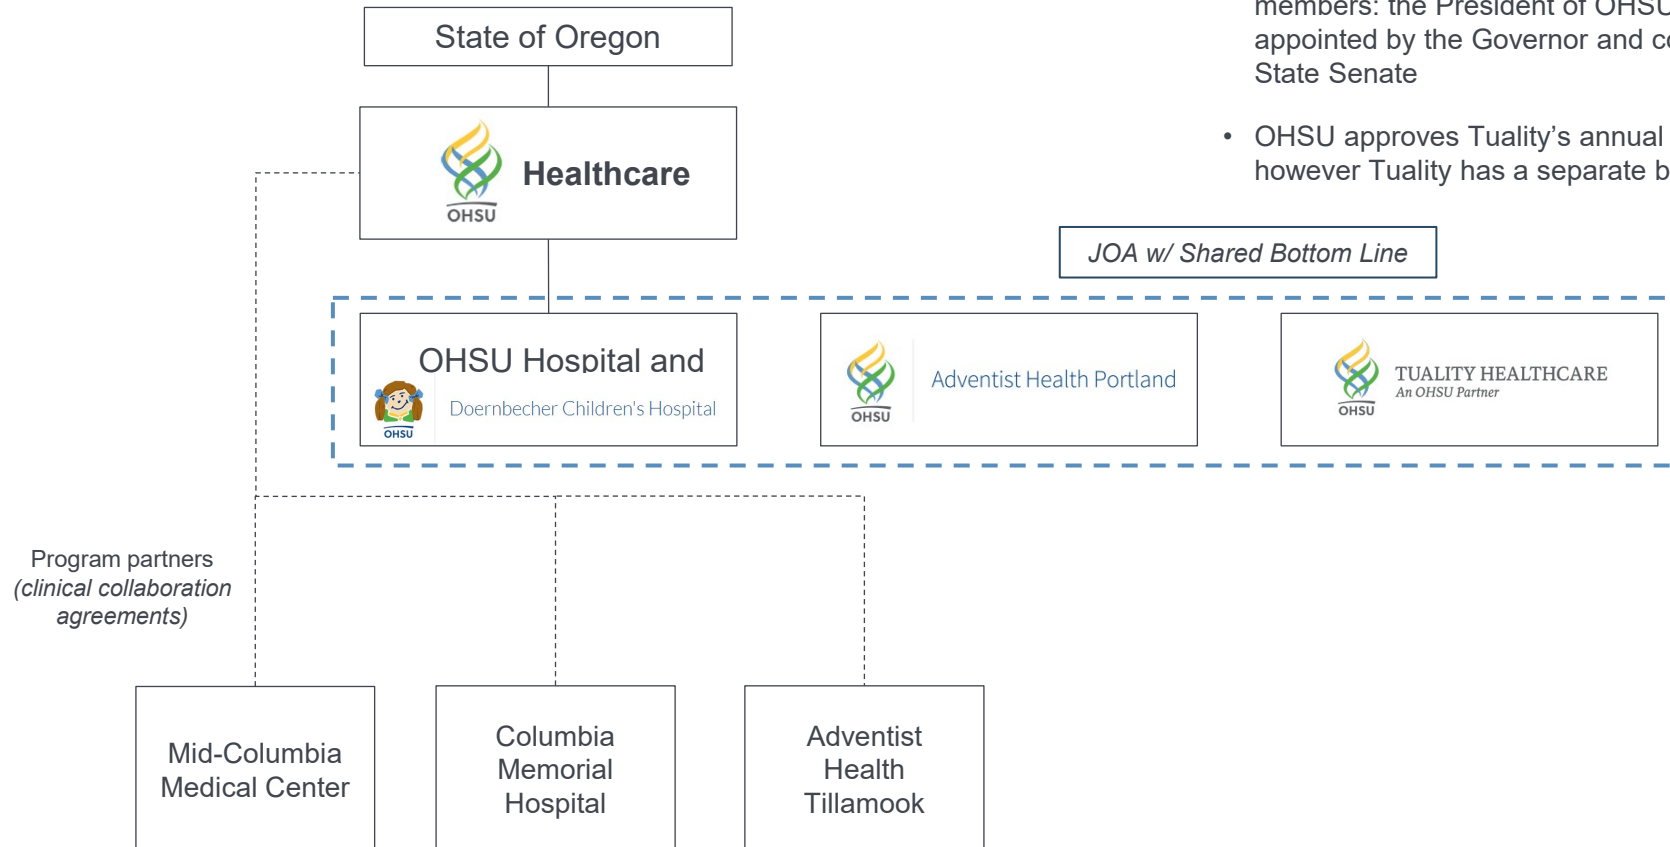 members: the President of OHSU
appointed by the Governor and co
State Senate
• OHSU approves Tuality's annual
however Tuality has a separate b
State of Oregon
OHSU
Healthcare
JOA w/ Shared Bottom Line
OHSU Hospital and
Doernbecher Children's Hospital
OHSU
OHSU
Adventist Health Portland
OHSU
TUALITY HEALTHCARE
An OHSU Partner
Program partners
(clinical collaboration
agreements)
Mid-Columbia
Medical Center
Columbia
Memorial
Hospital
Adventist
Health
Tillamook